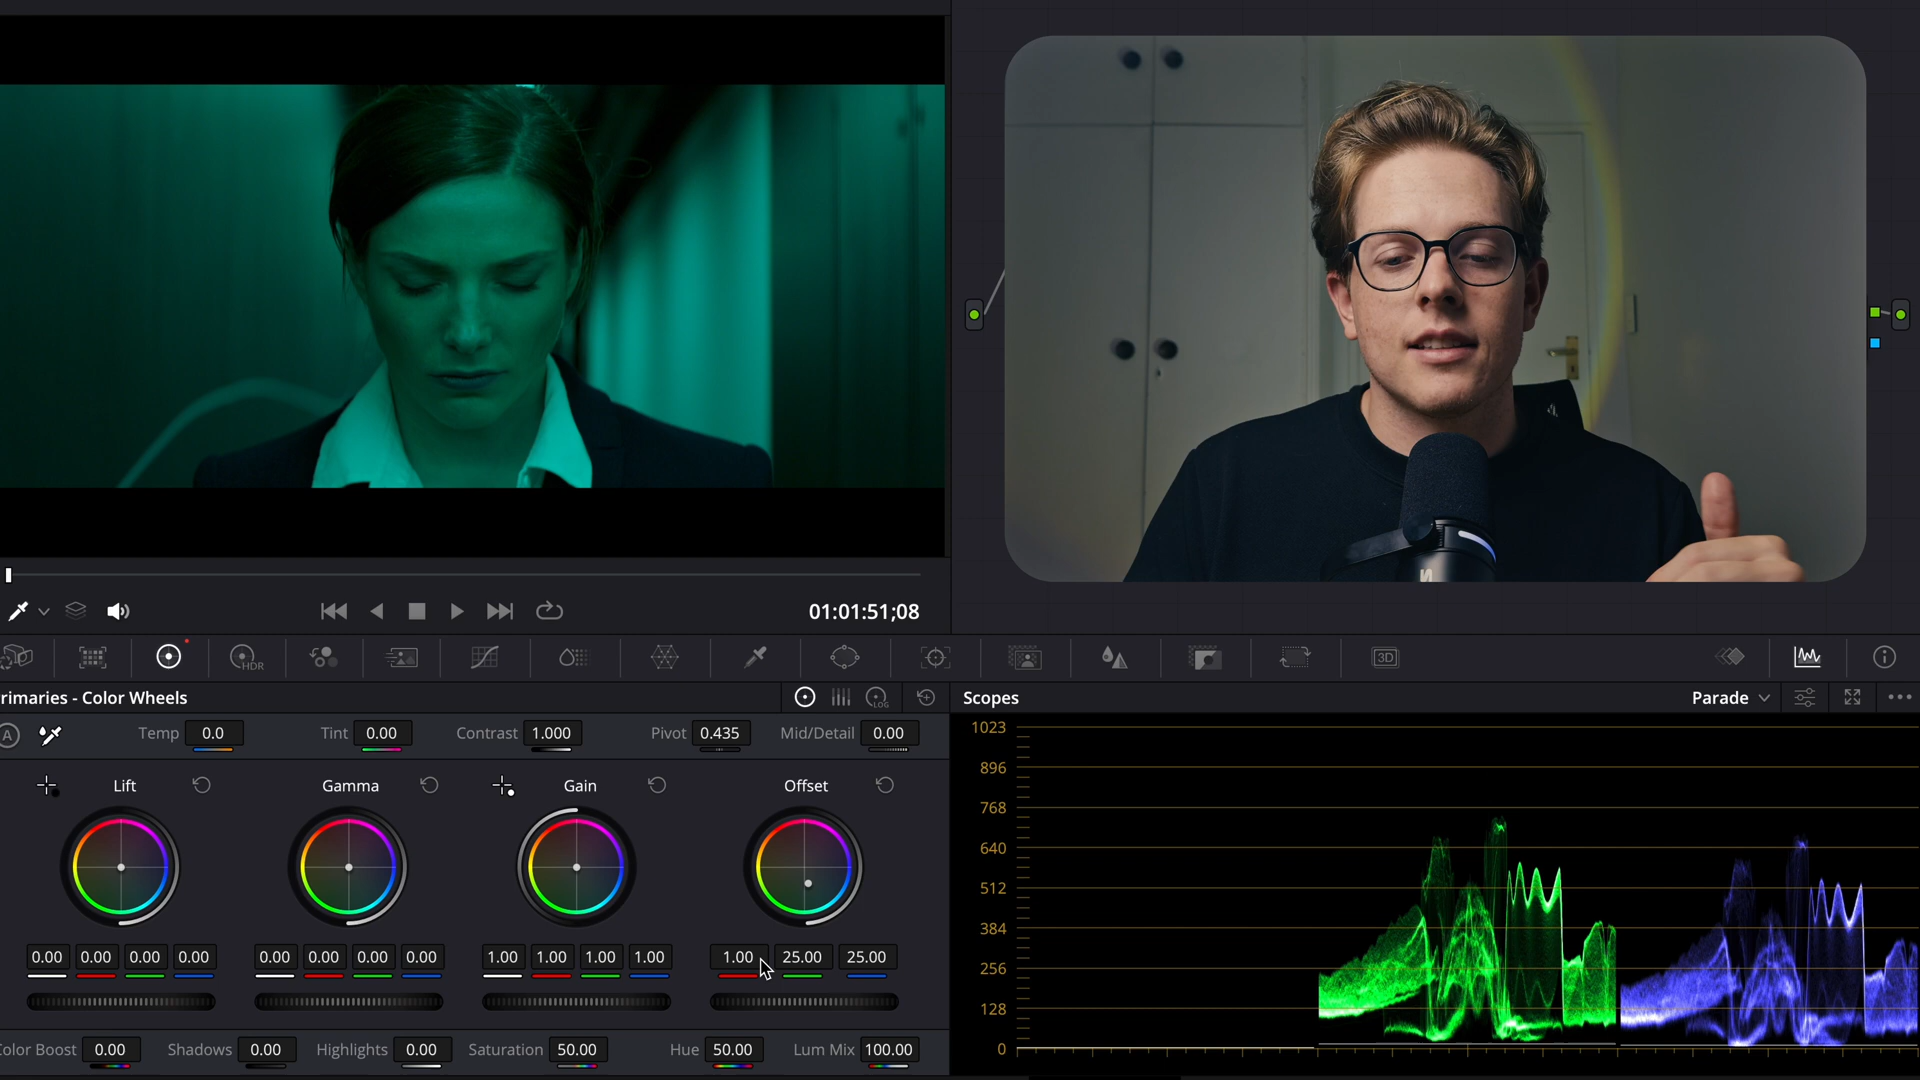 01:01:51;08
HDR
3D
rimaries - Color Wheels
LOG
Scopes
Parade
A
Temp 0.0
Tint 0.00
Contrast 1.000
Pivot 0.435
Mid/Detail 0.00
Lift
Gamma
Gain
Offset
0.00 0.00 0.00 0.00
0.00 0.00 0.00 0.00
1.00 1.00 1.00 1.00
1.00 25.00 25.00
Color Boost 0.00
Shadows 0.00
Highlights 0.00
Saturation 50.00
Hue 50.00
Lum Mix 100.00
1023
896
768
640
512
384
256
128
0